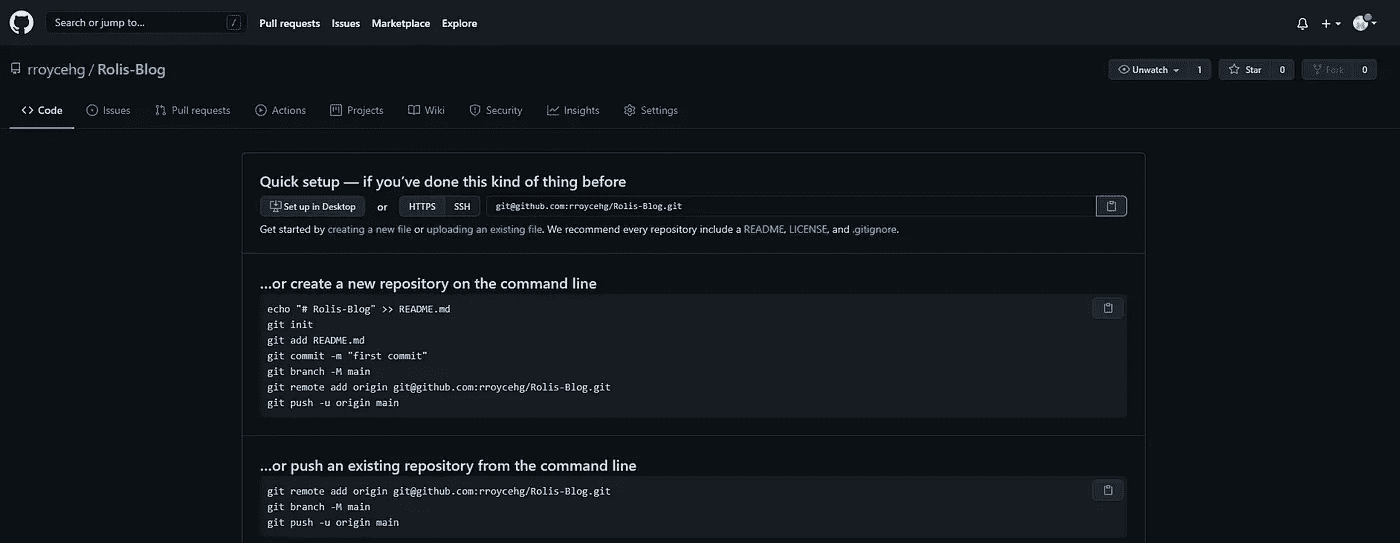 Search or jump to... / Pull requests Issues Marketplace Explore
rroycehg / Rolis-Blog Unwatch 1 Star 0 Fork 0
Code Issues Pull requests Actions Projects Wiki Security Insights Settings
Quick setup — if you've done this kind of thing before
Set up in Desktop or HTTPS SSH git@github.com:rroycehg/Rolis-Blog.git
Get started by creating a new file or uploading an existing file. We recommend every repository include a README, LICENSE, and .gitignore.
...or create a new repository on the command line
echo "# Rolis-Blog" >> README.md
git init
git add README.md
git commit -m "first commit"
git branch -M main
git remote add origin git@github.com:rroycehg/Rolis-Blog.git
git push -u origin main
...or push an existing repository from the command line
git remote add origin git@github.com:rroycehg/Rolis-Blog.git
git branch -M main
git push -u origin main